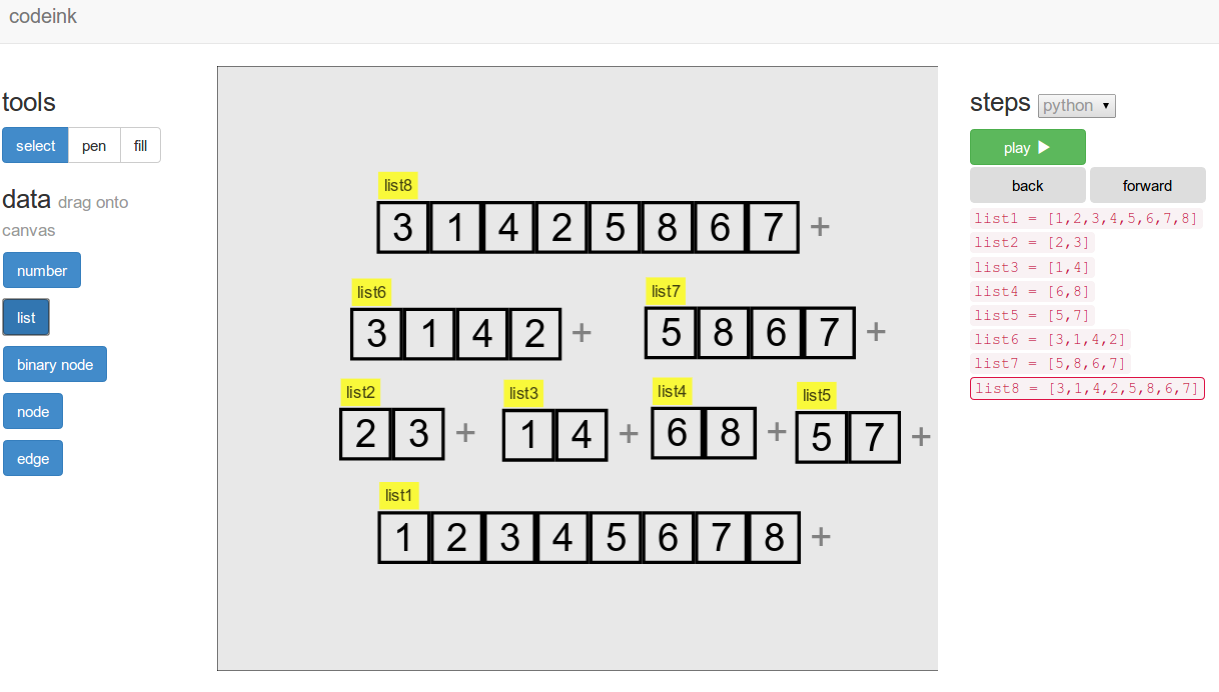 codeink
tools
select pen fill
data drag onto
canvas
number
list
binary node
node
edge
list8
3 1 4 2 5 8 6 7 +
list6 list7
3 1 4 2 + 5 8 6 7 +
list2 list3 list4 list5
2 3 + 1 4 + 6 8 + 5 7 +
list1
1 2 3 4 5 6 7 8 +
steps python
play
back forward
list1 = [1,2,3,4,5,6,7,8]
list2 = [2,3]
list3 = [1,4]
list4 = [6,8]
list5 = [5,7]
list6 = [3,1,4,2]
list7 = [5,8,6,7]
list8 = [3,1,4,2,5,8,6,7]